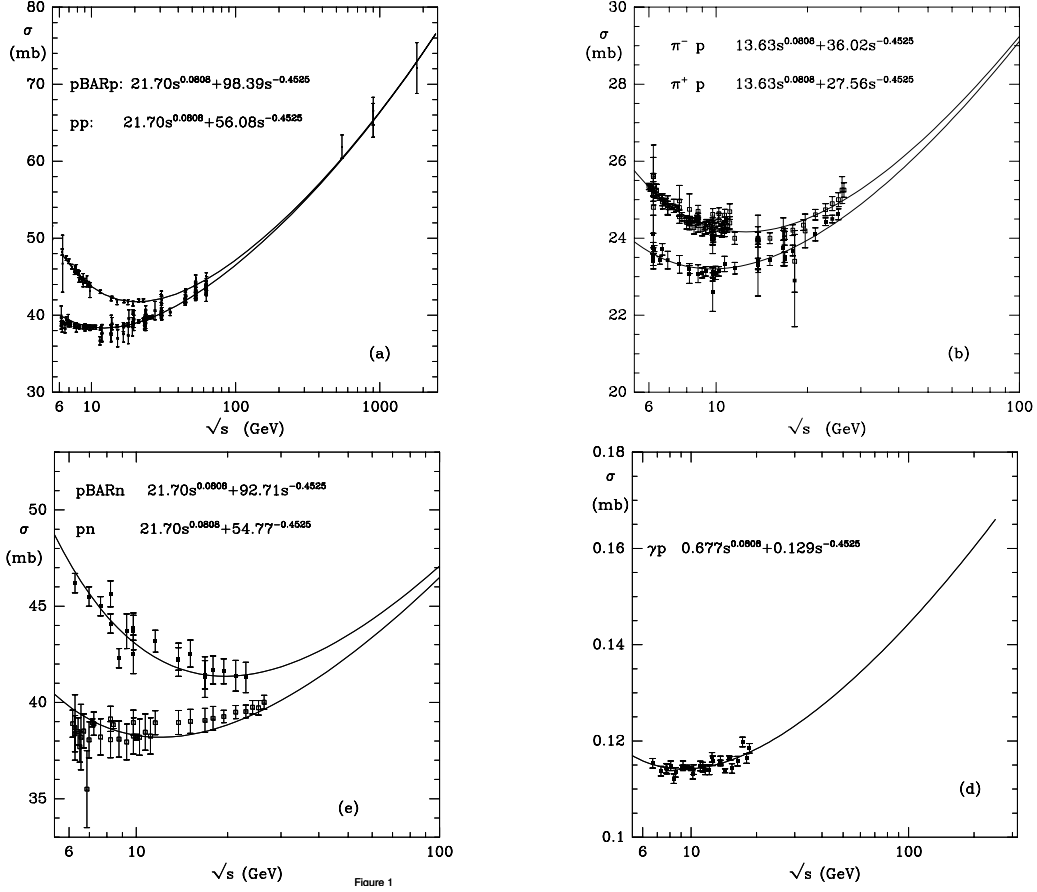 σ
(mb)
80
70
60
50
40
30
pBARp: 21.70s^0.0808+98.39s^-0.4525
pp: 21.70s^0.0808+56.08s^-0.4525
(a)
6 10 100 1000
√s (GeV)
σ
(mb)
30
28
26
24
22
20
π⁻ p 13.63s^0.0808+36.02s^-0.4525
π⁺ p 13.63s^0.0808+27.56s^-0.4525
(b)
6 10 100
√s (GeV)
σ
(mb)
50
45
40
35
pBARn 21.70s^0.0808+92.71s^-0.4525
pn 21.70s^0.0808+54.77^-0.4525
(e)
6 10 100
√s (GeV)
σ
(mb)
0.18
0.16
0.14
0.12
0.1
γp 0.677s^0.0808+0.129s^-0.4525
(d)
6 10 100
√s (GeV)
Figure 1